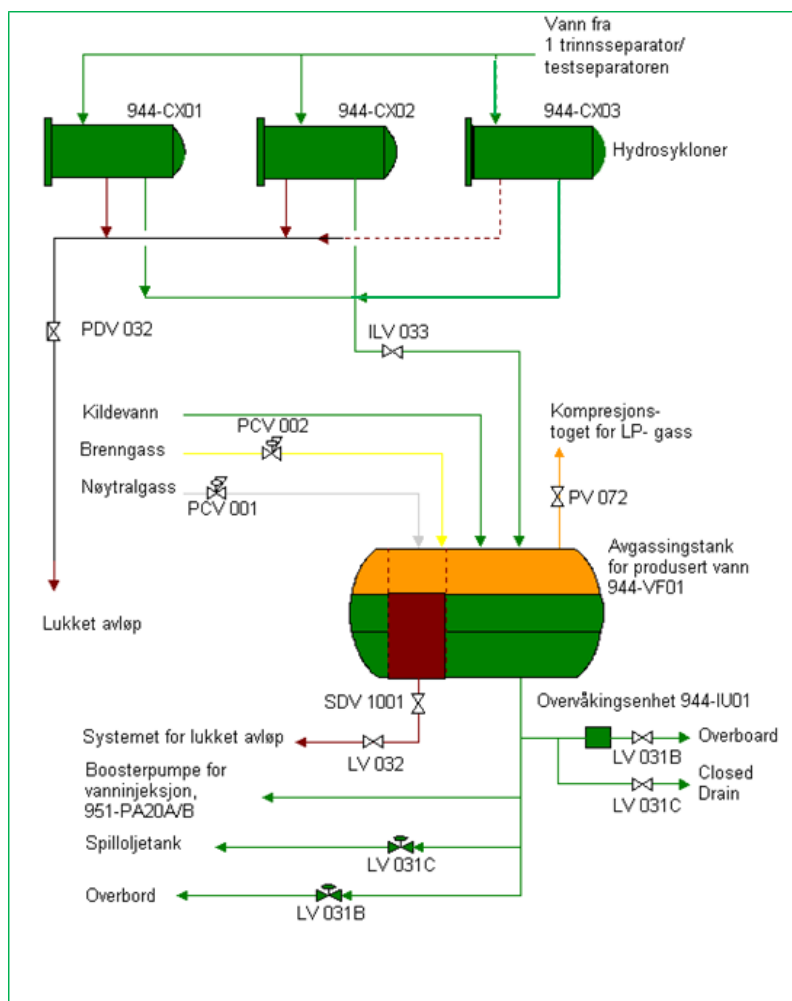 Vann fra
1 trinnsseparator/
testseparatoren
944-CX01
944-CX02
944-CX03
Hydrosykloner
PDV 032
ILV 033
Kildevann
PCV 002
Brenngass
Nøytralgass
PCV 001
Kompresjons-
toget for LP- gass
PV 072
Avgassingstank
for produsert vann
944-VF01
Lukket avløp
SDV 1001
Overvåkingsenhet 944-IU01
Systemet for lukket avløp
LV 032
Overboard
LV 031B
Closed
Drain
LV 031C
Boosterpumpe for
vanninjeksjon,
951-PA20A/B
Spilloljetank
LV 031C
Overbord
LV 031B